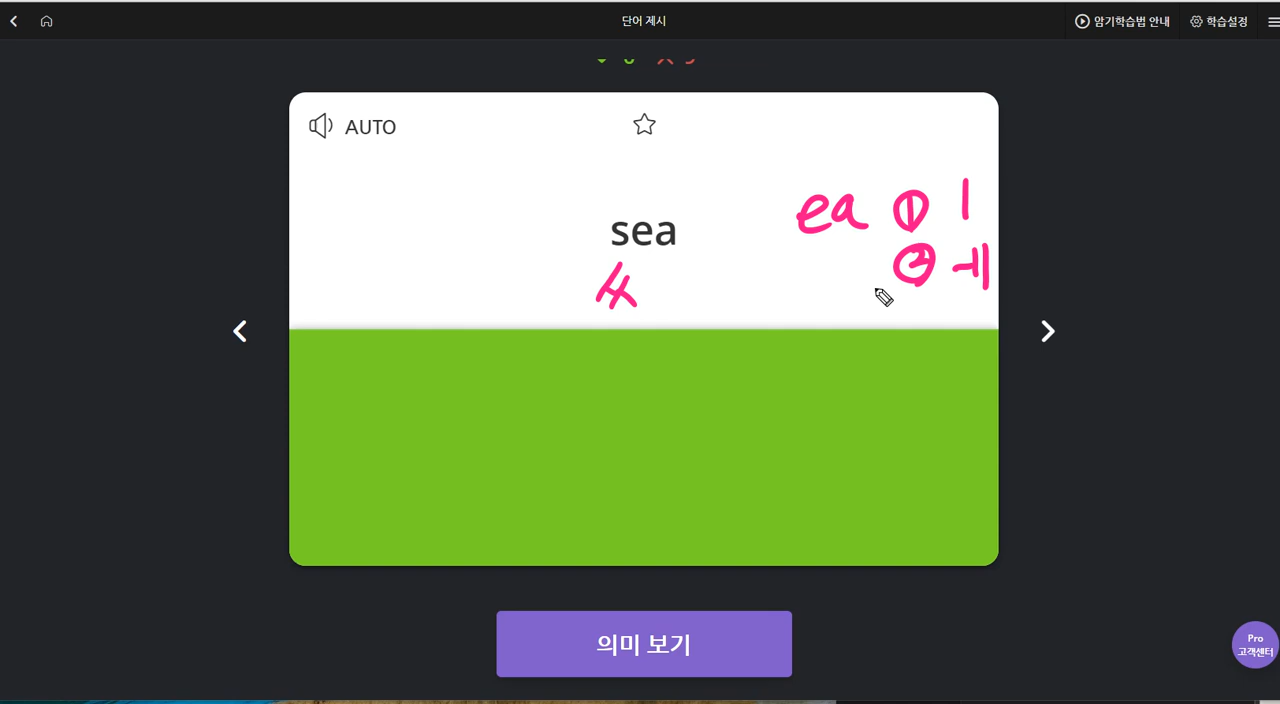 단어 제시
암기학습법 안내
학습설정
AUTO
sea
ea ① ㅣ
② ㅔ
ㅆ
의미 보기
Pro
고객센터